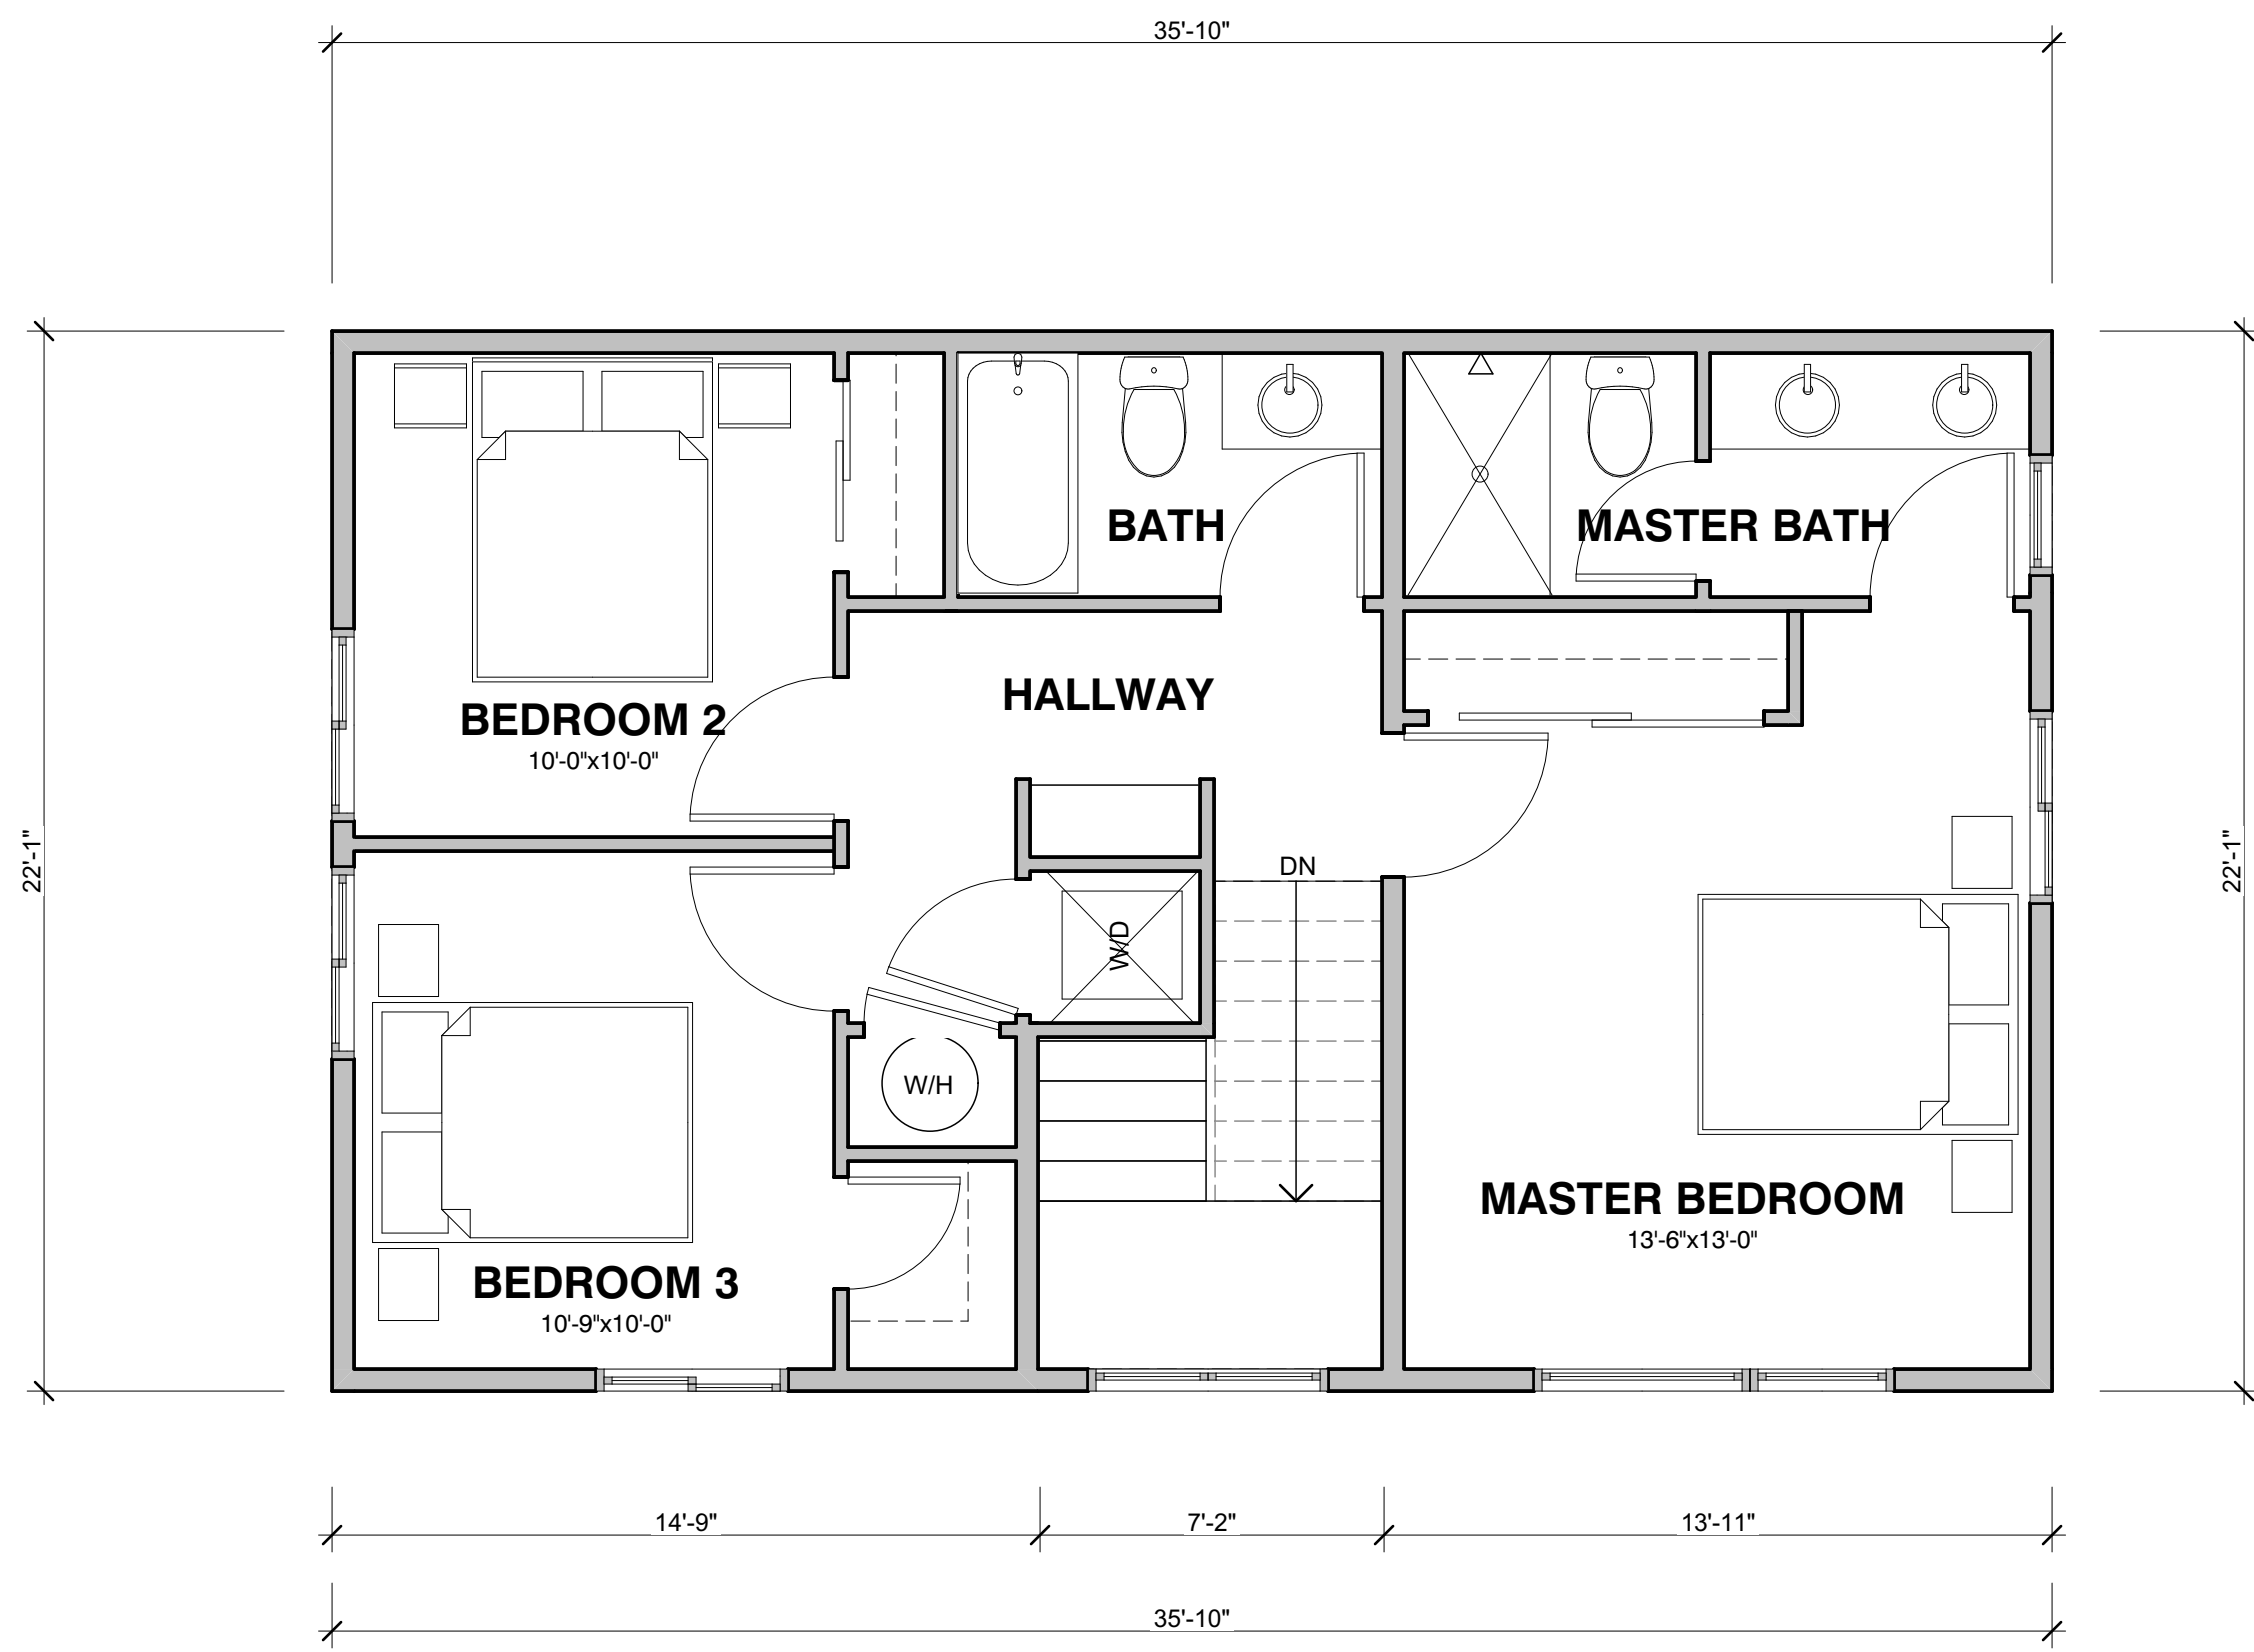 35'-10"
BATH
MASTER BATH
HALLWAY
BEDROOM 2
10'-0"x10'-0"
22'-1"
22'-1"
DN
W/D
W/H
MASTER BEDROOM
13'-6"x13'-0"
BEDROOM 3
10'-9"x10'-0"
14'-9"
7'-2"
13'-11"
35'-10"